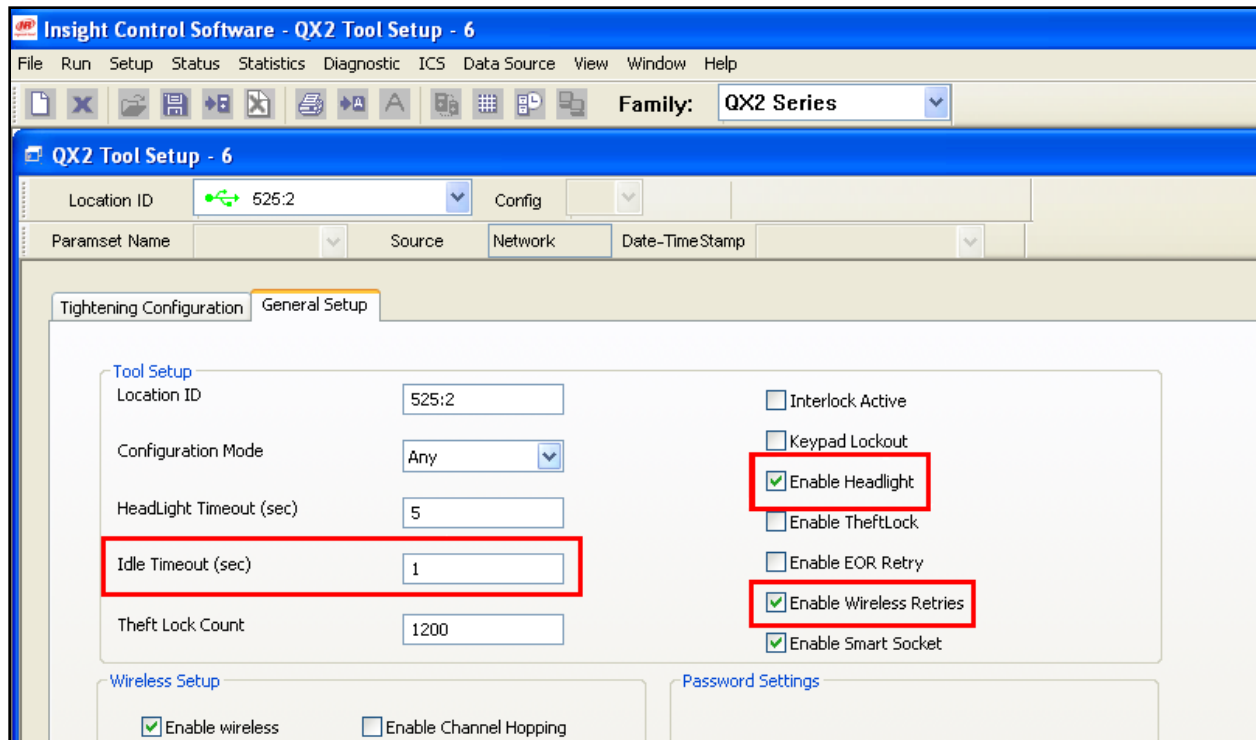 Insight Control Software - QX2 Tool Setup - 6
File Run Setup Status Statistics Diagnostic ICS Data Source View Window Help
Family: QX2 Series
QX2 Tool Setup - 6
Location ID 525:2 Config
Paramset Name Source Network Date-TimeStamp
Tightening Configuration General Setup
Tool Setup
Location ID 525:2 Interlock Active
Configuration Mode Any Keypad Lockout
Enable Headlight
HeadLight Timeout (sec) 5 Enable TheftLock
Idle Timeout (sec) 1 Enable EOR Retry
Enable Wireless Retries
Theft Lock Count 1200 Enable Smart Socket
Wireless Setup Password Settings
Enable wireless Enable Channel Hopping